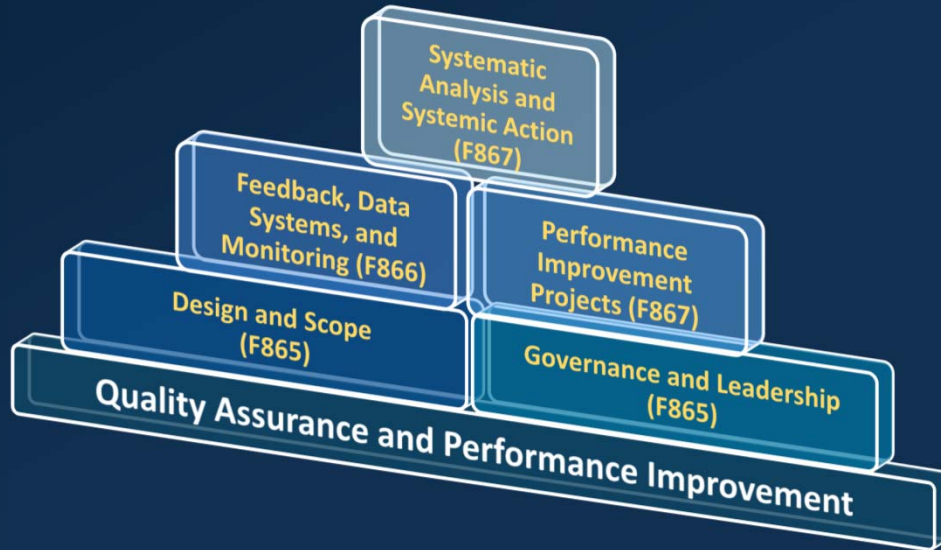 Systematic
Analysis and
Systemic Action
(F867)
Feedback, Data
Systems, and
Monitoring (F866)
Performance
Improvement
Projects (F867)
Design and Scope
(F865)
Governance and Leadership
(F865)
Quality Assurance and Performance Improvement